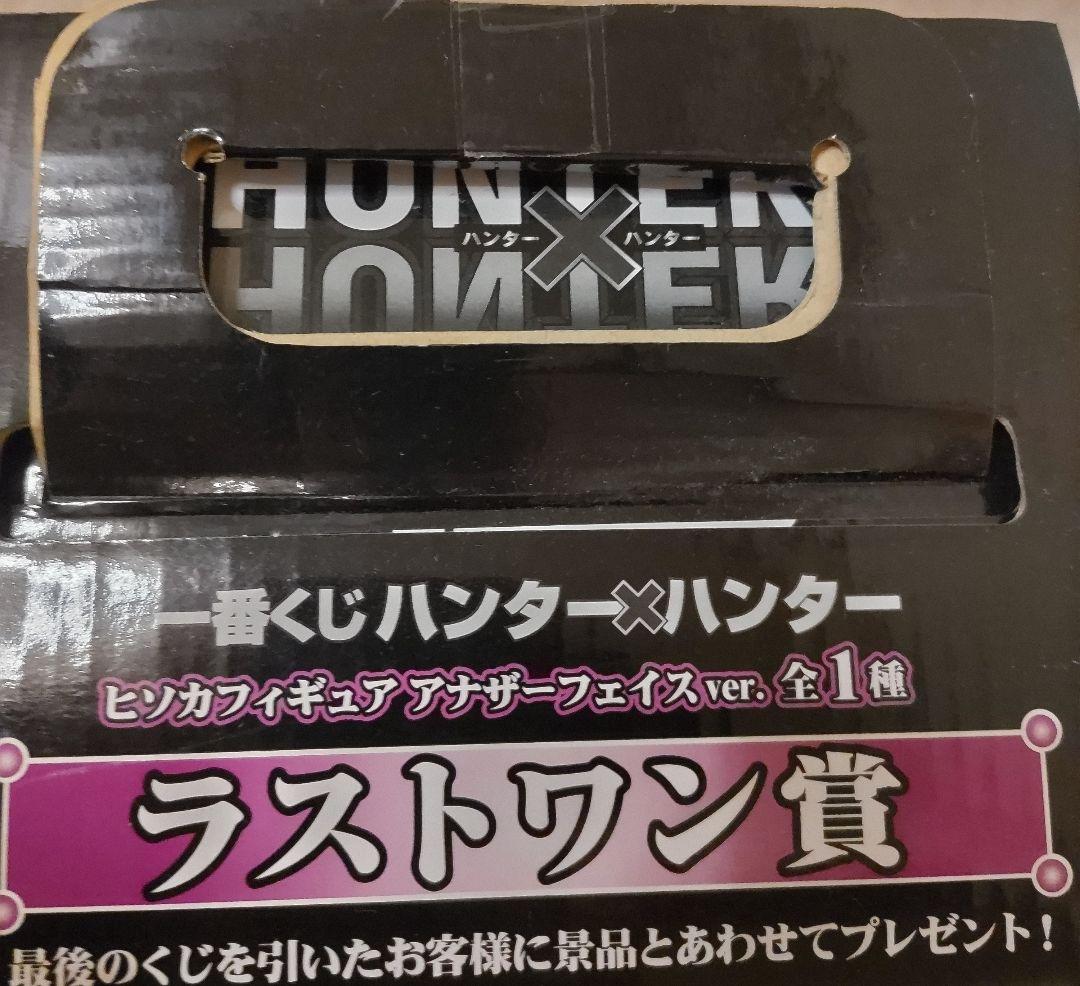 HUNTER
ハンター×ハンター
HUNTER
一番くじ ハンター×ハンター
ヒソカフィギュア アナザーフェイスver. 全1種
ラストワン賞
最後のくじを引いたお客様に景品とあわせてプレゼント!